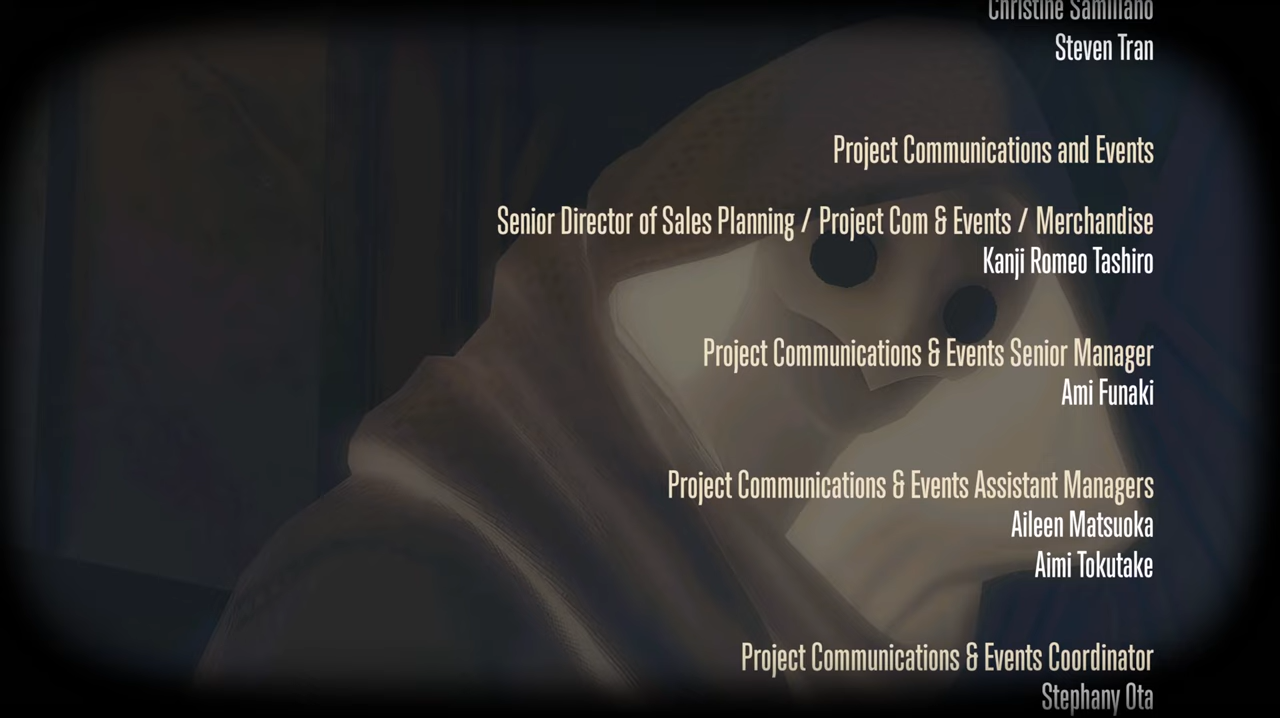 Christine Samillano
Steven Tran
Project Communications and Events
Senior Director of Sales Planning / Project Com & Events / Merchandise
Kanji Romeo Tashiro
Project Communications & Events Senior Manager
Ami Funaki
Project Communications & Events Assistant Managers
Aileen Matsuoka
Aimi Tokutake
Project Communications & Events Coordinator
Stephany Ota